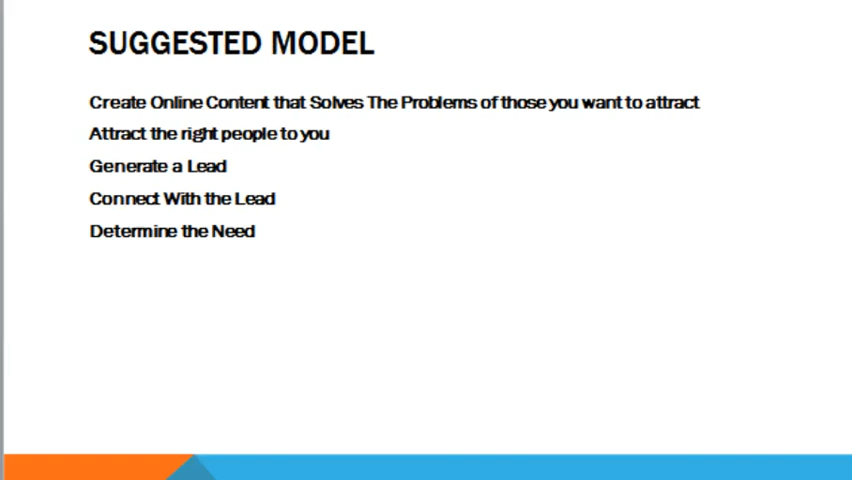 SUGGESTED MODEL
Create Online Content that Solves The Problems of those you want to attract
Attract the right people to you
Generate a Lead
Connect With the Lead
Determine the Need